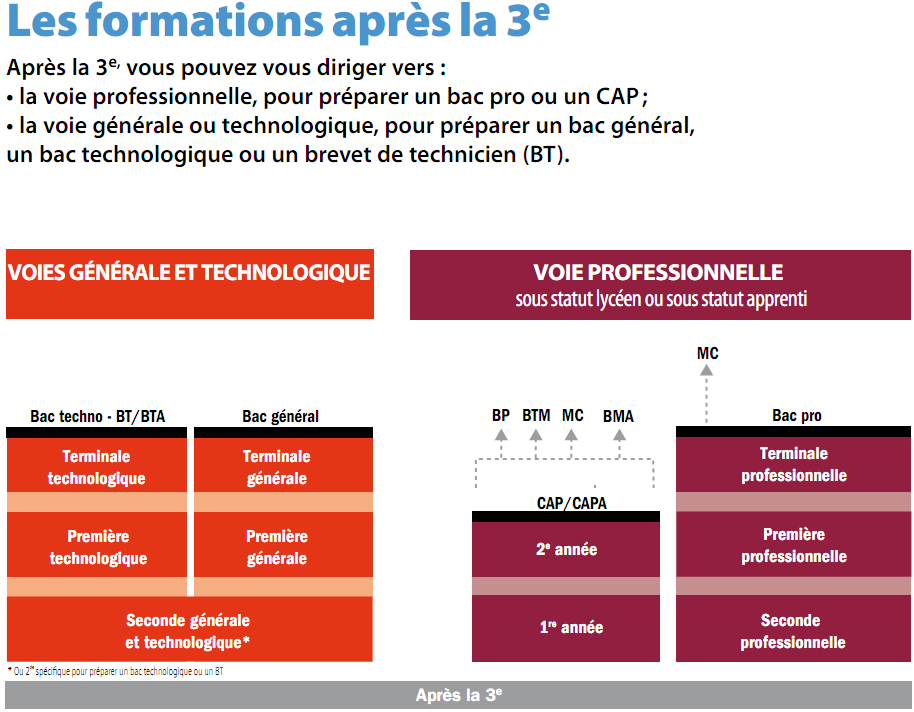 Les formations après la 3e
Après la 3e, vous pouvez vous diriger vers :
• la voie professionnelle, pour préparer un bac pro ou un CAP ;
• la voie générale ou technologique, pour préparer un bac général,
un bac technologique ou un brevet de technicien (BT).
VOIES GÉNÉRALE ET TECHNOLOGIQUE
Bac techno - BT/BTA
Bac général
Terminale
technologique
Terminale
générale
Première
technologique
Première
générale
Seconde générale
et technologique*
* Ou 2de spécifique pour préparer un bac technologique ou un BT
VOIE PROFESSIONNELLE
sous statut lycéen ou sous statut apprenti
BP
BTM
MC
BMA
CAP/CAPA
2e année
1re année
MC
Bac pro
Terminale
professionnelle
Première
professionnelle
Seconde
professionnelle
Après la 3e